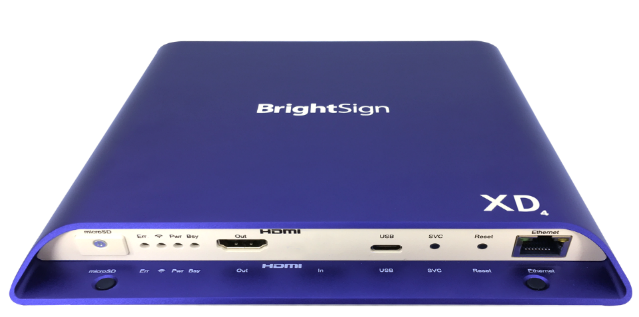 BrightSign
XD4
microSD Err Pwr Bsy Out HDMI USB SVC Reset Ethernet
microSD Err Pwr Bsy Out HDMI In USB SVC Reset Ethernet